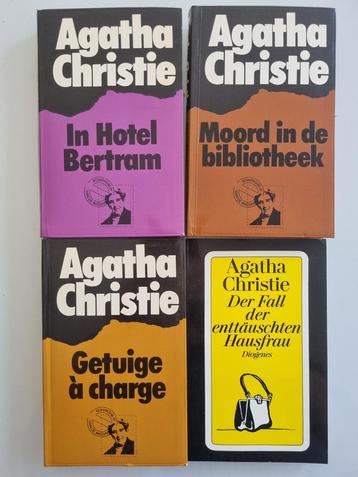 Agatha
Christie
In Hotel
Bertram
Agatha
Christie
Moord in de
bibliotheek
Agatha
Christie
Getuige
à charge
Agatha
Christie
Der Fall
der
enttäuschten
Hausfrau
Diogenes